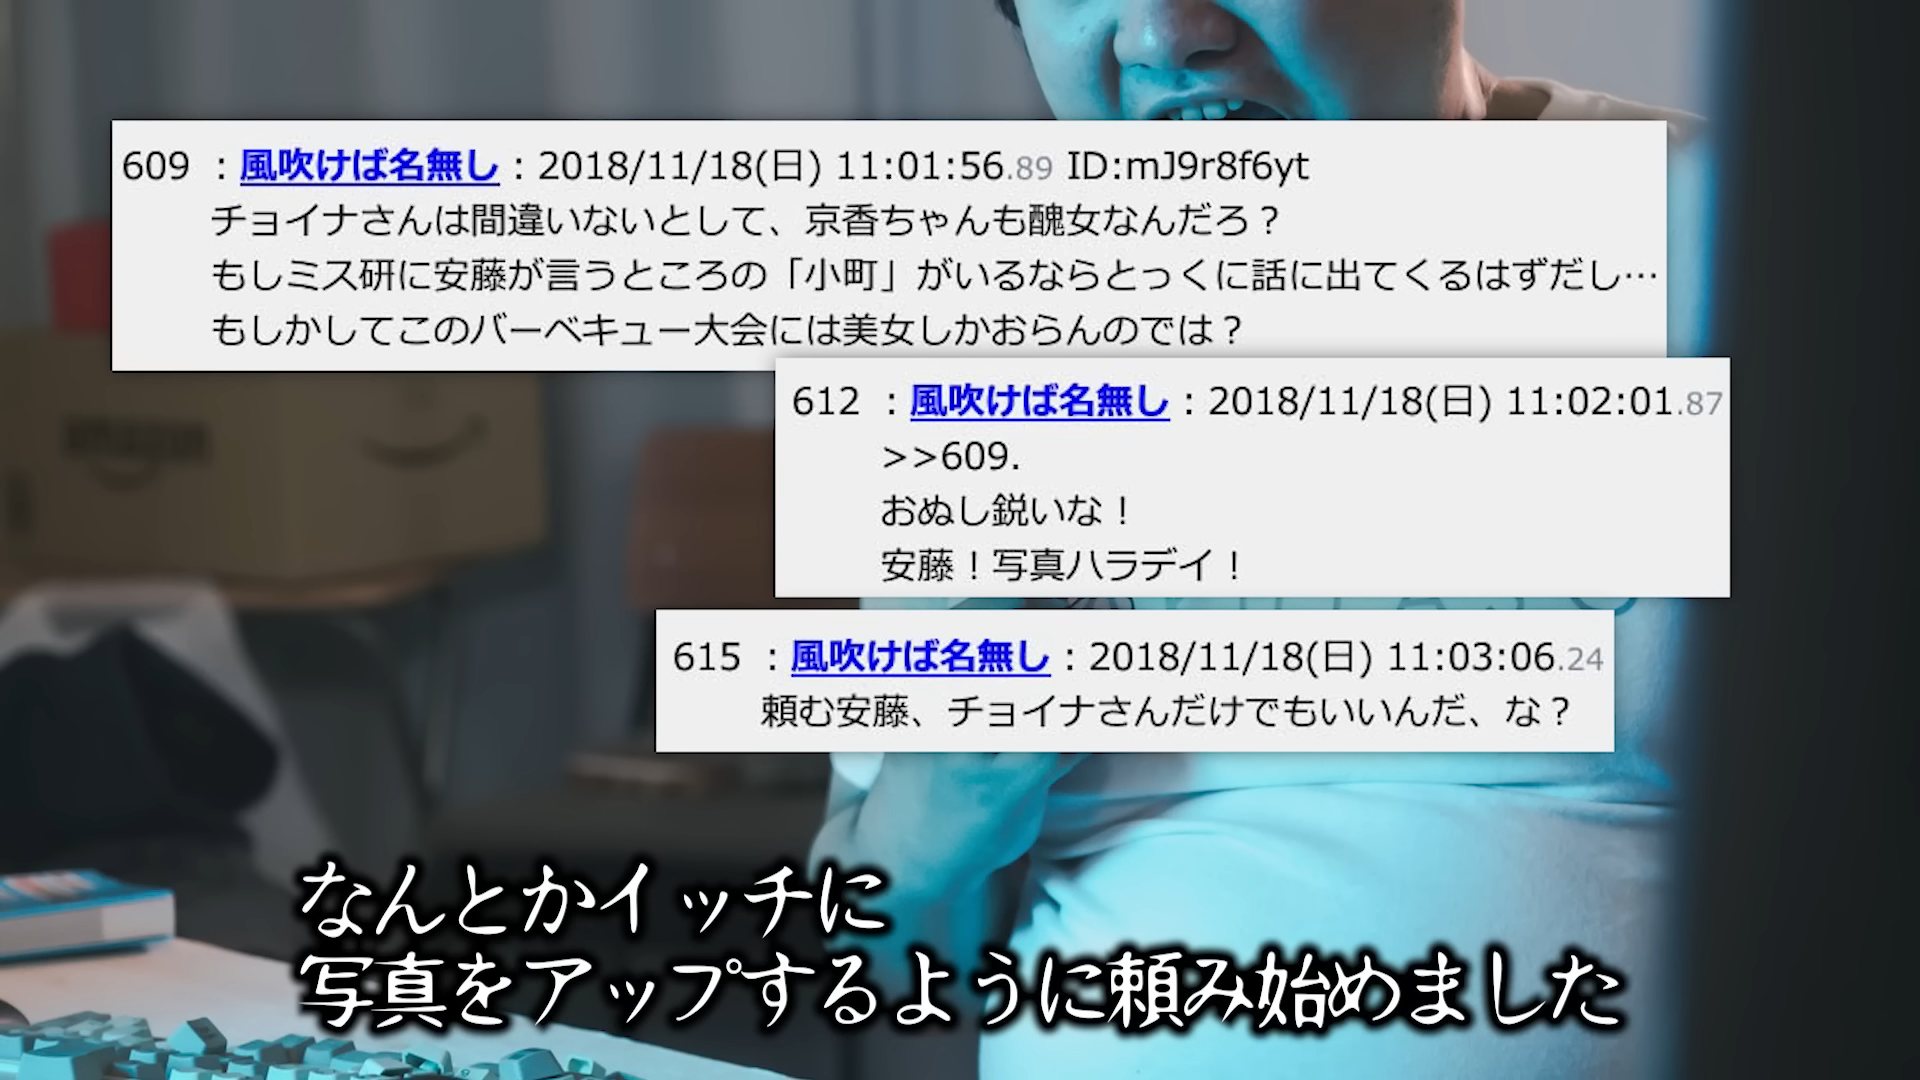 609 ：風吹けば名無し：2018/11/18(日) 11:01:56.89 ID:mJ9r8f6yt
チョイナさんは間違いないとして、京香ちゃんも醜女なんだろ？
もしミス研に安藤が言うところの「小町」がいるならとっくに話に出てくるはずだし…
もしかしてこのバーベキュー大会には美女しかおらんのでは？
612 ：風吹けば名無し：2018/11/18(日) 11:02:01.87
>>609.
おぬし鋭いな！
安藤！写真ハラデイ！
615 ：風吹けば名無し：2018/11/18(日) 11:03:06.24
頼む安藤、チョイナさんだけでもいいんだ、な？
amazon
なんとかイッチに
写真をアップするように頼み始めました